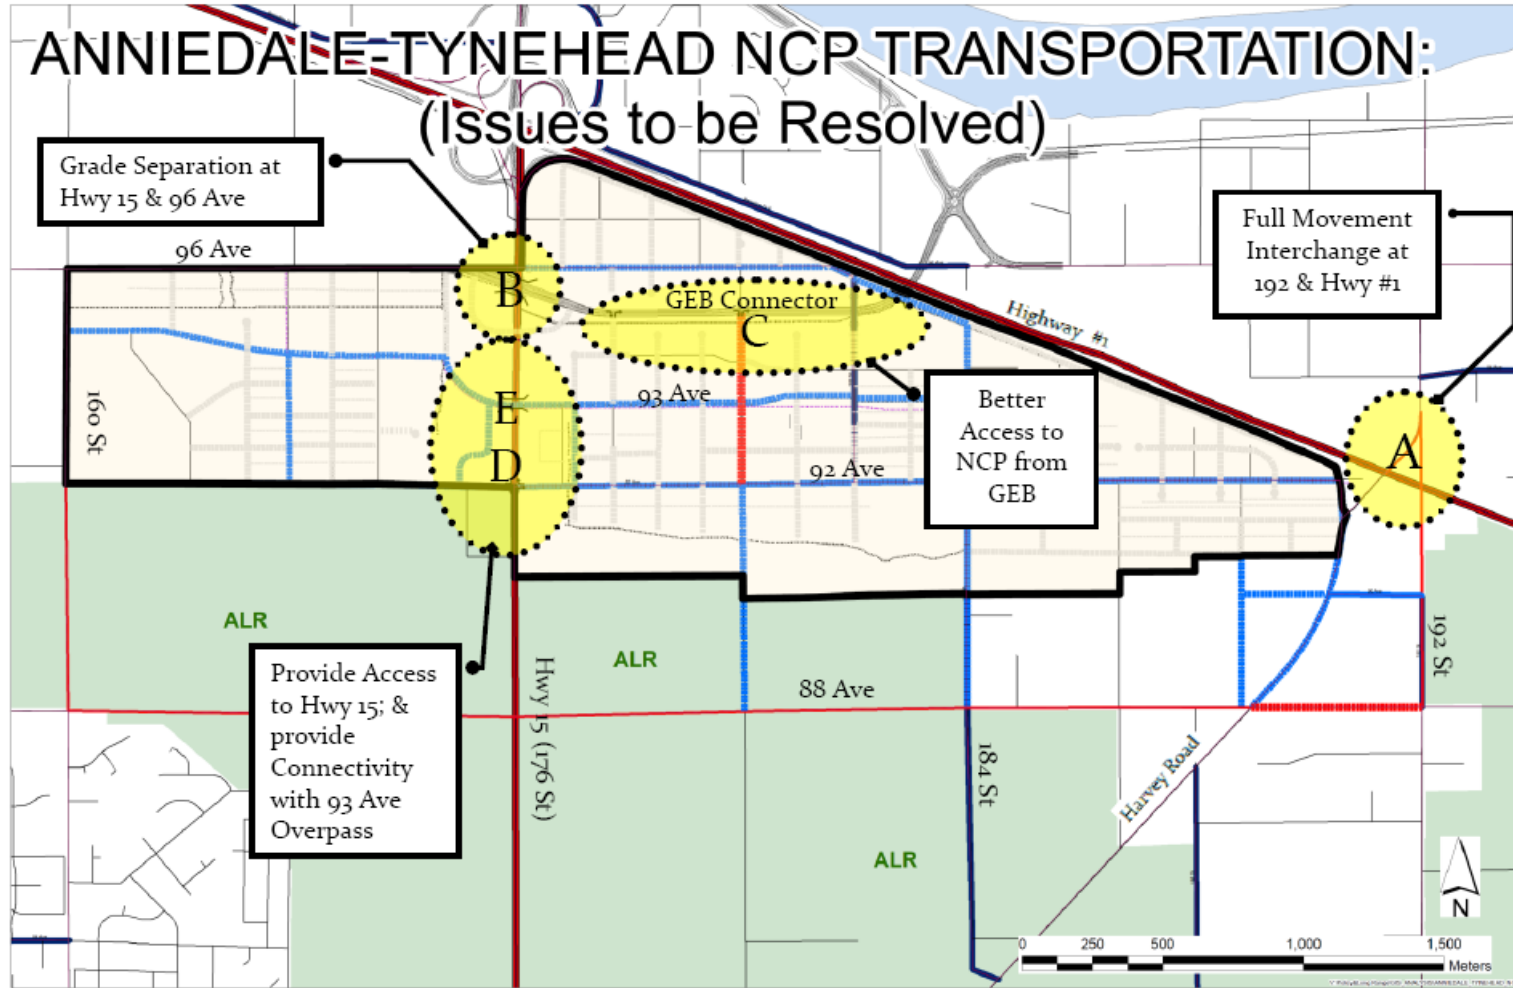 ANNIEDALE-TYNEHEAD NCP TRANSPORTATION:
(Issues to be Resolved)
Grade Separation at
Hwy 15 & 96 Ave
96 Ave
Full Movement
Interchange at
192 & Hwy #1
B
GEB Connector
C
Highway #1
160 St
E
93 Ave
Better
Access to
NCP from
GEB
A
D
92 Ave
ALR
ALR
Provide Access
to Hwy 15; &
provide
Connectivity
with 93 Ave
Overpass
Hwy 15 (176 St)
88 Ave
192 St
184 St
Harvey Road
ALR
N
0 250 500 1,000 1,500
Meters